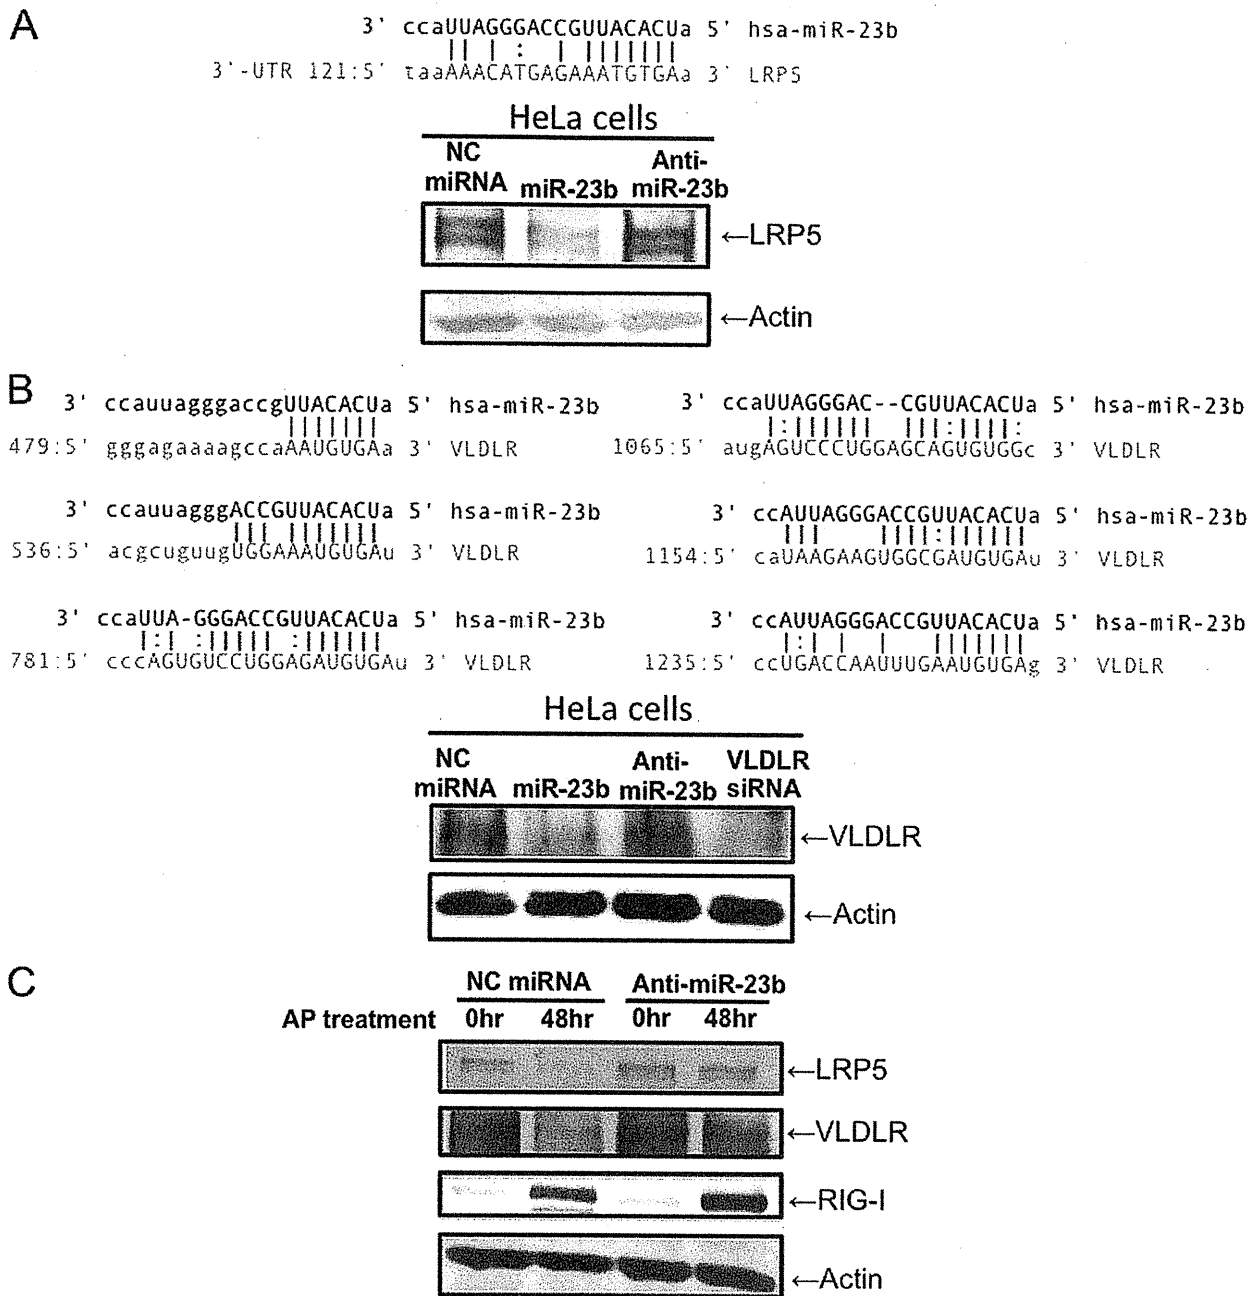 A
3' ccaUUAGGGACCGUUACACUa 5' hsa-miR-23b
3'-UTR 121:5' taaAAACATGAGAAATGTGAa 3' LRP5
HeLa cells
NC miRNA miR-23b Anti-miR-23b
←LRP5
←Actin
B
3' ccauuagggaccgUUACACUa 5' hsa-miR-23b
479:5' gggagaaaagccaAAUGUGAa 3' VLDLR
3' ccaUUAGGGAC--CGUUACACUa 5' hsa-miR-23b
1065:5' augAGUCCCUGGAGCAGUGUGGc 3' VLDLR
3' ccauuagggACCGUUACACUa 5' hsa-miR-23b
536:5' acgcuguugUGGAAAUGUGAu 3' VLDLR
3' ccAUUAGGGACCGUUACACUa 5' hsa-miR-23b
1154:5' caUAAGAAGUGGCGAUGUGAu 3' VLDLR
3' ccaUUA-GGGACCGUUACACUa 5' hsa-miR-23b
781:5' cccAGUGUCCUGGAGAUGUGAu 3' VLDLR
3' ccAUUAGGGACCGUUACACUa 5' hsa-miR-23b
1235:5' ccUGACCAAUUUGAAUGUGAg 3' VLDLR
HeLa cells
NC miRNA miR-23b Anti-miR-23b VLDLR siRNA
←VLDLR
←Actin
C
NC miRNA Anti-miR-23b
AP treatment 0hr 48hr 0hr 48hr
←LRP5
←VLDLR
←RIG-I
←Actin